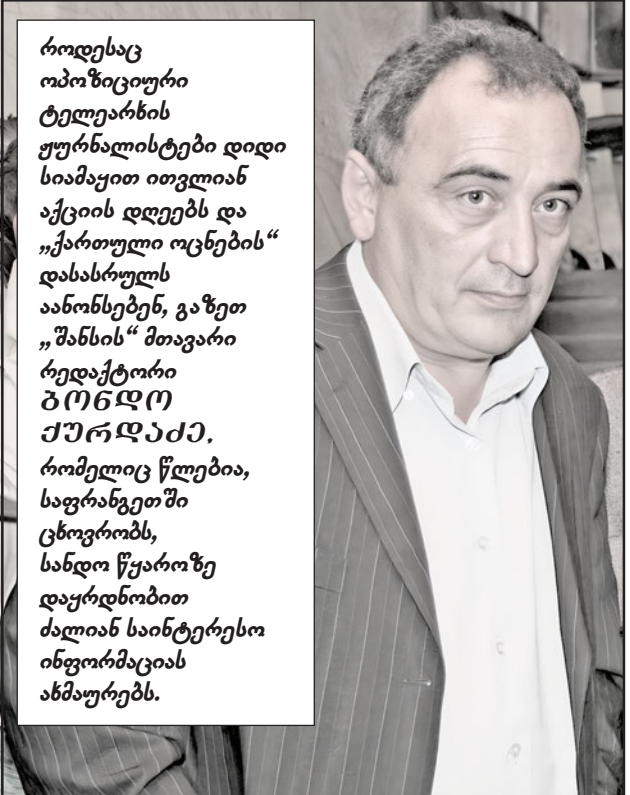 როდესაც
ოპოზიციური
ტელეარხის
ჟურნალისტები დიდი
სიამაყით ითვლიან
აქციის დღეებს და
„ქართული ოცნების“
დასასრულს
აანონსებენ, გაზეთ
„შანსის“ მთავარი
რედაქტორი
ბონდო
ქურდაძე,
რომელიც წლებია,
საფრანგეთში
ცხოვრობს,
სანდო წყაროზე
დაყრდნობით
ძალიან საინტერესო
ინფორმაციას
ახმაურებს.